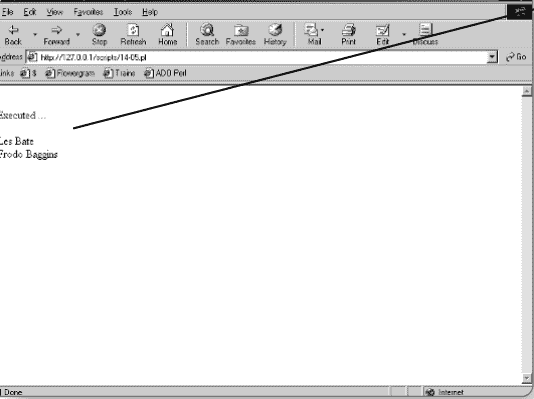 File Edit View Favorites Tools Help
Back Forward Stop Refresh Home Search Favorites History Mail Print Edit Discuss
Address http://127.0.0.1/scripts/14-05.pl Go
Links $ Flowergram Trains ADO Perl
Executed ...
Les Bate
Frodo Baggins
Done Internet